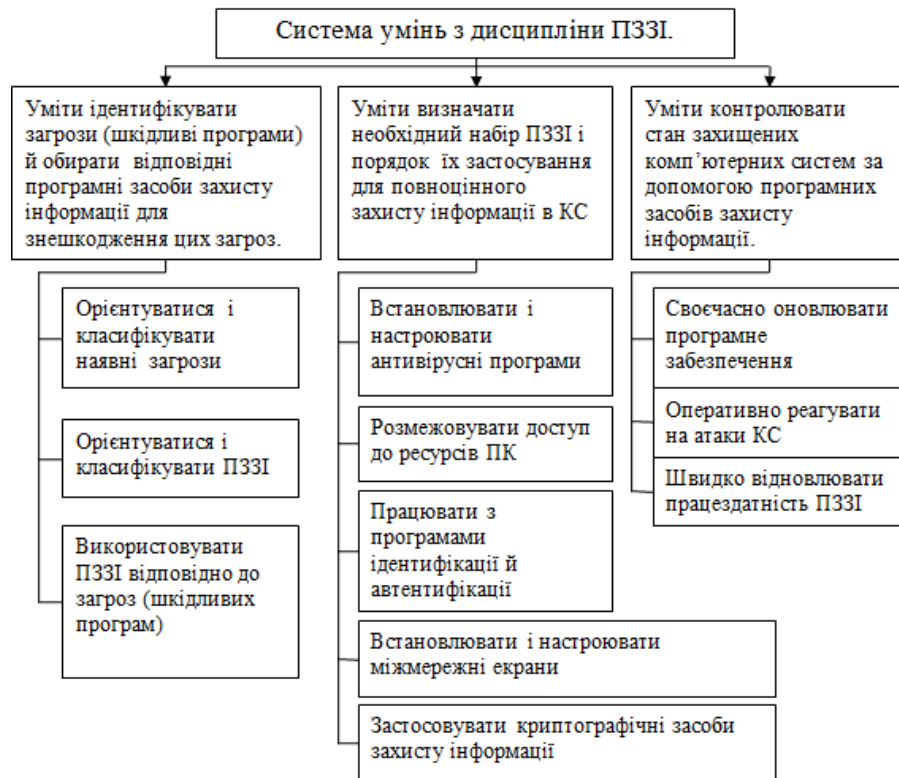 Система умінь з дисципліни ПЗЗІ.
Уміти ідентифікувати
загрози (шкідливі програми)
й обирати відповідні
програмні засоби захисту
інформації для
знешкодження цих загроз.
Орієнтуватися і
класифікувати
наявні загрози
Орієнтуватися і
класифікувати ПЗЗІ
Використовувати
ПЗЗІ відповідно до
загроз (шкідливих
програм)
Уміти визначати
необхідний набір ПЗЗІ і
порядок їх застосування
для повноцінного
захисту інформації в КС
Встановлювати і
настроювати
антивірусні програми
Розмежовувати доступ
до ресурсів ПК
Працювати з
програмами
ідентифікації й
автентифікації
Встановлювати і настроювати
міжмережні екрани
Застосовувати криптографічні засоби
захисту інформації
Уміти контролювати
стан захищених
комп’ютерних систем за
допомогою програмних
засобів захисту
інформації.
Своєчасно оновлювати
програмне
забезпечення
Оперативно реагувати
на атаки КС
Швидко відновлювати
працездатність ПЗЗІ